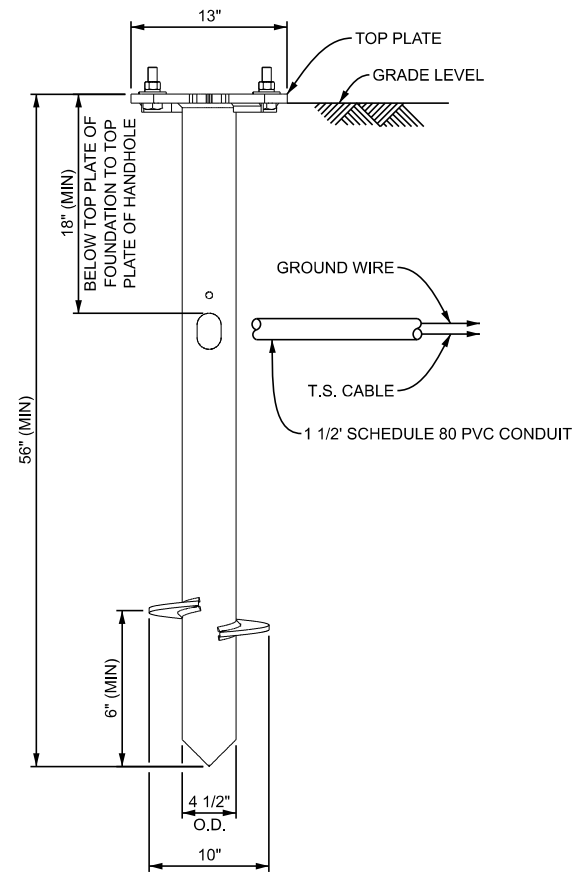 13"
TOP PLATE
GRADE LEVEL
18" (MIN)
BELOW TOP PLATE OF
FOUNDATION TO TOP
PLATE OF HANDHOLE
GROUND WIRE
T.S. CABLE
1 1/2' SCHEDULE 80 PVC CONDUIT
56" (MIN)
6" (MIN)
4 1/2"
O.D.
10"